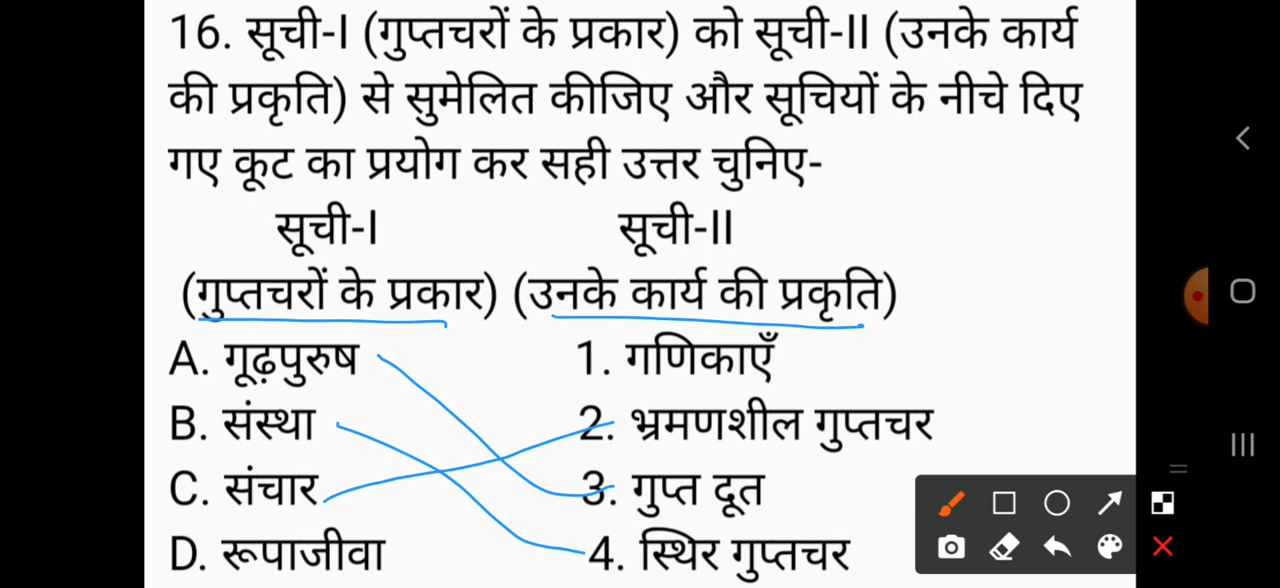 16. सूची-I (गुप्तचरों के प्रकार) को सूची-II (उनके कार्य
की प्रकृति) से सुमेलित कीजिए और सूचियों के नीचे दिए
गए कूट का प्रयोग कर सही उत्तर चुनिए-
सूची-I सूची-II
(गुप्तचरों के प्रकार) (उनके कार्य की प्रकृति)
A. गूढ़पुरुष 1. गणिकाएँ
B. संस्था 2. भ्रमणशील गुप्तचर
C. संचार 3. गुप्त दूत
D. रूपाजीवा 4. स्थिर गुप्तचर